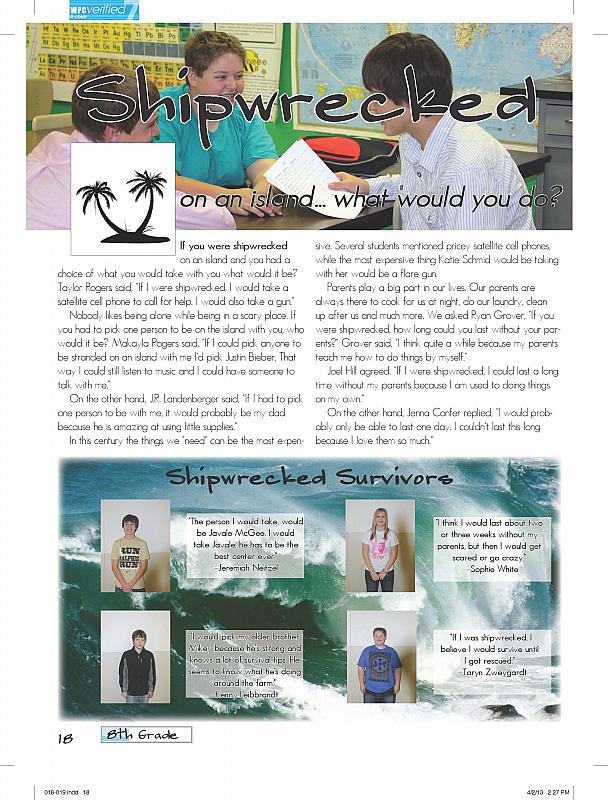 WPCverified
4-color
Shipwrecked
on an island... what would you do?
If you were shipwrecked
on an island and you had a
choice of what you would take with you what would it be?
Taylor Rogers said, "If I were shipwrecked, I would take a
satellite cell phone to call for help. I would also take a gun."
Nobody likes being alone while being in a scary place. If
you had to pick one person to be on the island with you, who
would it be? Makayla Rogers said, "If I could pick anyone to
be stranded on an island with me I'd pick Justin Bieber. That
way I could still listen to music and I could have someone to
talk with me."
On the other hand, J.R. Landenberger said, "If I had to pick
one person to be with me, it would probably be my dad
because he is amazing at using little supplies."
In this century the things we "need" can be the most expen-
sive. Several students mentioned pricey satellite cell phones,
while the most expensive thing Katie Schmid would be taking
with her would be a flare gun.
Parents play a big part in our lives. Our parents are
always there to cook for us at night, do our laundry, clean
up after us and much more. We asked Ryan Grover, "If you
were shipwrecked, how long could you last without your par-
ents?" Grover said, "I think quite a while because my parents
teach me how to do things by myself."
Joel Hill agreed. "If I were shipwrecked, I could last a long
time without my parents because I am used to doing things
on my own."
On the other hand, Jenna Confer replied, "I would prob-
ably only be able to last one day. I couldn't last this long
because I love them so much."
Shipwrecked Survivors
"The person I would take, would
be Javale McGee. I would
take Javale, he has to be the
best center ever."
--Jeremiah Neitzel
"I think I would last about two
or three weeks without my
parents, but then I would get
scared or go crazy."
--Sophie White
"I would pick my older brother
Mikey because he's strong and
knows a lot of survival tips. He
seems to know what he's doing
around the farm."
--Lenny Leibbrandt
"If I was shipwrecked, I
believe I would survive until
I got rescued."
--Taryn Zweygardt
18
8th Grade
018-019.indd 18
4/2/13 2:27 PM